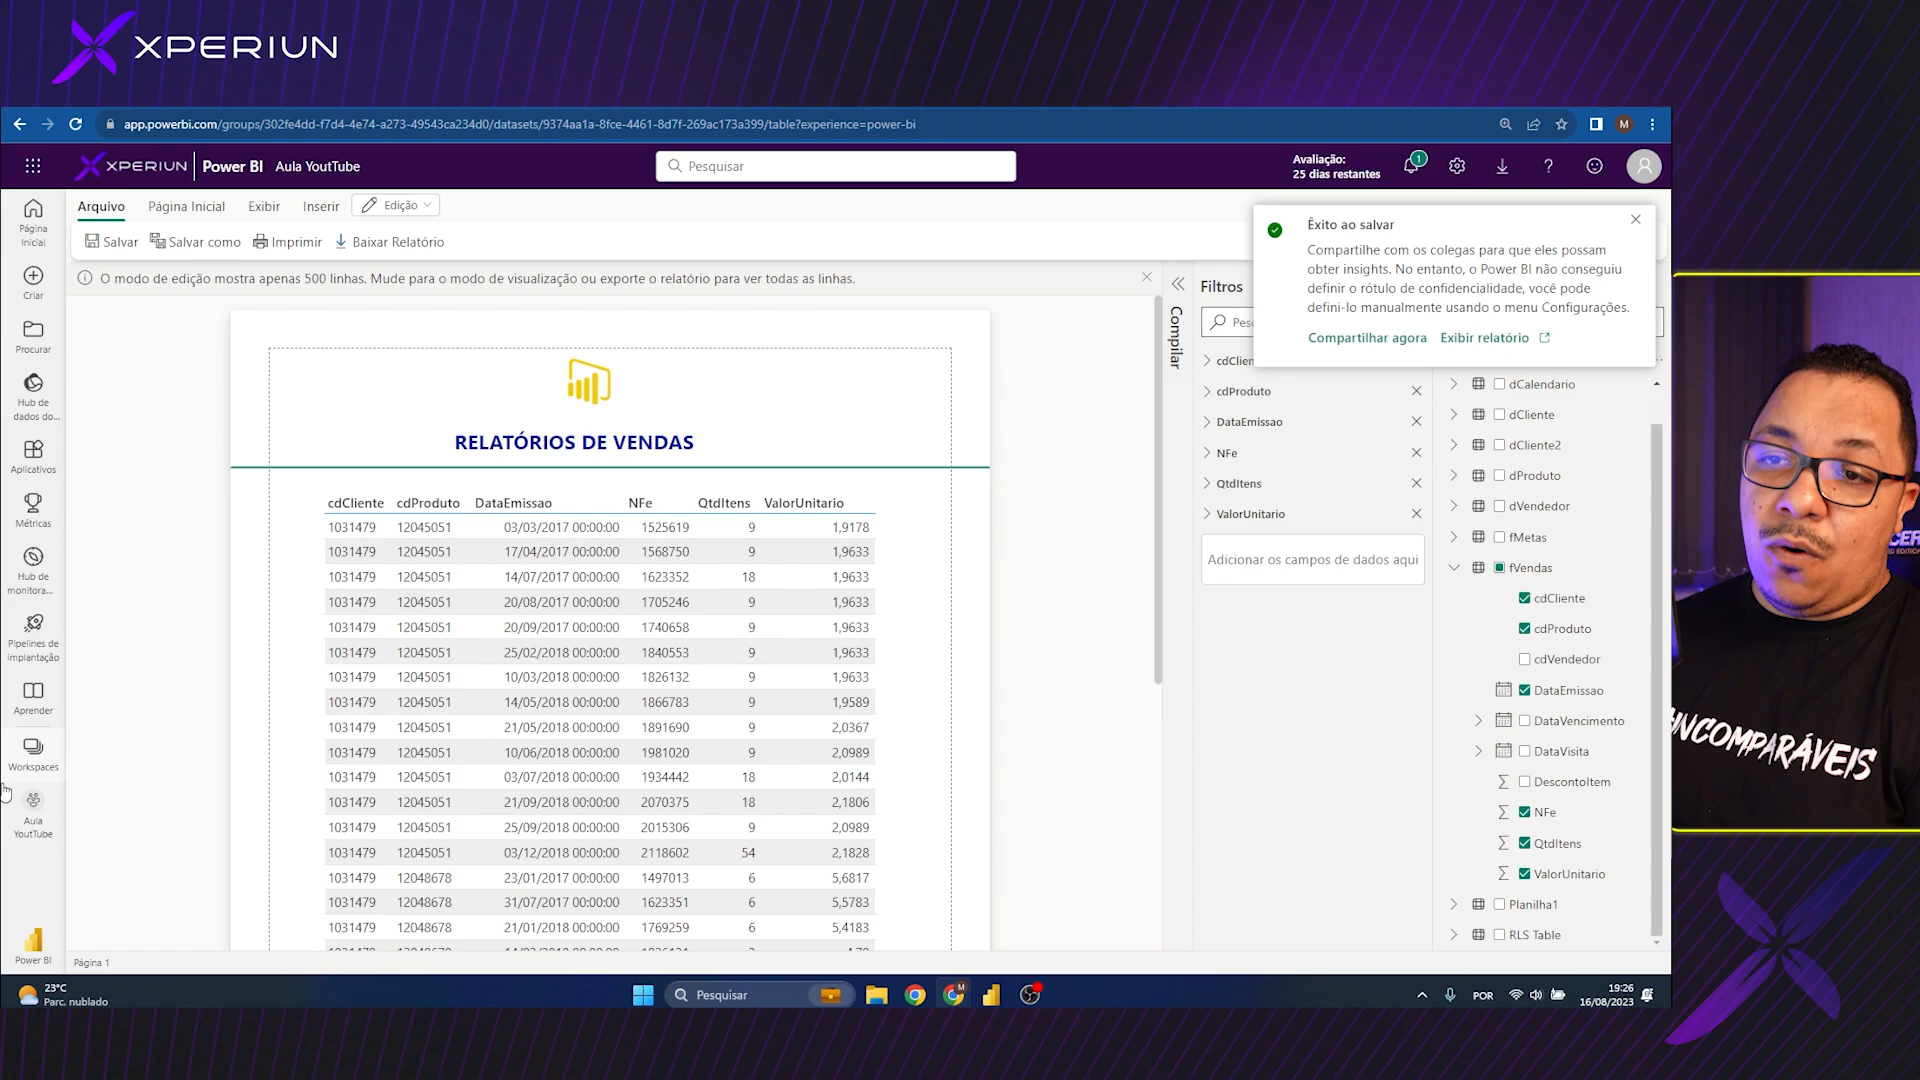 XPERIUN
app.powerbi.com/groups/302fe4dd-f7d4-4e74-a273-49543ca234d0/datasets/9374aa1a-8fce-4461-8d7f-269ac173a399/table?experience=power-bi
M
XPERIUN
Power BI
Aula YouTube
Pesquisar
Avaliação:
25 dias restantes
1
Arquivo
Página Inicial
Exibir
Inserir
Edição
Salvar
Salvar como
Imprimir
Baixar Relatório
O modo de edição mostra apenas 500 linhas. Mude para o modo de visualização ou exporte o relatório para ver todas as linhas.
Página
Inicial
Criar
Procurar
Hub de
dados do...
Aplicativos
Métricas
Hub de
monitora...
Pipelines de
implantação
Aprender
Workspaces
Aula
YouTube
Power BI
RELATÓRIOS DE VENDAS
cdCliente cdProduto DataEmissao NFe QtdItens ValorUnitario
1031479 12045051 03/03/2017 00:00:00 1525619 9 1,9178
1031479 12045051 17/04/2017 00:00:00 1568750 9 1,9633
1031479 12045051 14/07/2017 00:00:00 1623352 18 1,9633
1031479 12045051 20/08/2017 00:00:00 1705246 9 1,9633
1031479 12045051 20/09/2017 00:00:00 1740658 9 1,9633
1031479 12045051 25/02/2018 00:00:00 1840553 9 1,9633
1031479 12045051 10/03/2018 00:00:00 1826132 9 1,9633
1031479 12045051 14/05/2018 00:00:00 1866783 9 1,9589
1031479 12045051 21/05/2018 00:00:00 1891690 9 2,0367
1031479 12045051 10/06/2018 00:00:00 1981020 9 2,0989
1031479 12045051 03/07/2018 00:00:00 1934442 18 2,0144
1031479 12045051 21/09/2018 00:00:00 2070375 18 2,1806
1031479 12045051 25/09/2018 00:00:00 2015306 9 2,0989
1031479 12045051 03/12/2018 00:00:00 2118602 54 2,1828
1031479 12048678 23/01/2017 00:00:00 1497013 6 5,6817
1031479 12048678 31/07/2017 00:00:00 1623351 6 5,5783
1031479 12048678 21/01/2018 00:00:00 1769259 6 5,4183
Página 1
Compilar
Filtros
Pes
cdClien
cdProduto
DataEmissao
NFe
QtdItens
ValorUnitario
Adicionar os campos de dados aqui
Êxito ao salvar
Compartilhe com os colegas para que eles possam
obter insights. No entanto, o Power BI não conseguiu
definir o rótulo de confidencialidade, você pode
defini-lo manualmente usando o menu Configurações.
Compartilhar agora
Exibir relatório
dCalendario
dCliente
dCliente2
dProduto
dVendedor
fMetas
fVendas
cdCliente
cdProduto
cdVendedor
DataEmissao
DataVencimento
DataVisita
DescontoItem
NFe
QtdItens
ValorUnitario
Planilha1
RLS Table
#INCOMPARÁVEIS
23°C
Parc. nublado
Pesquisar
M
POR
19:26
16/08/2023